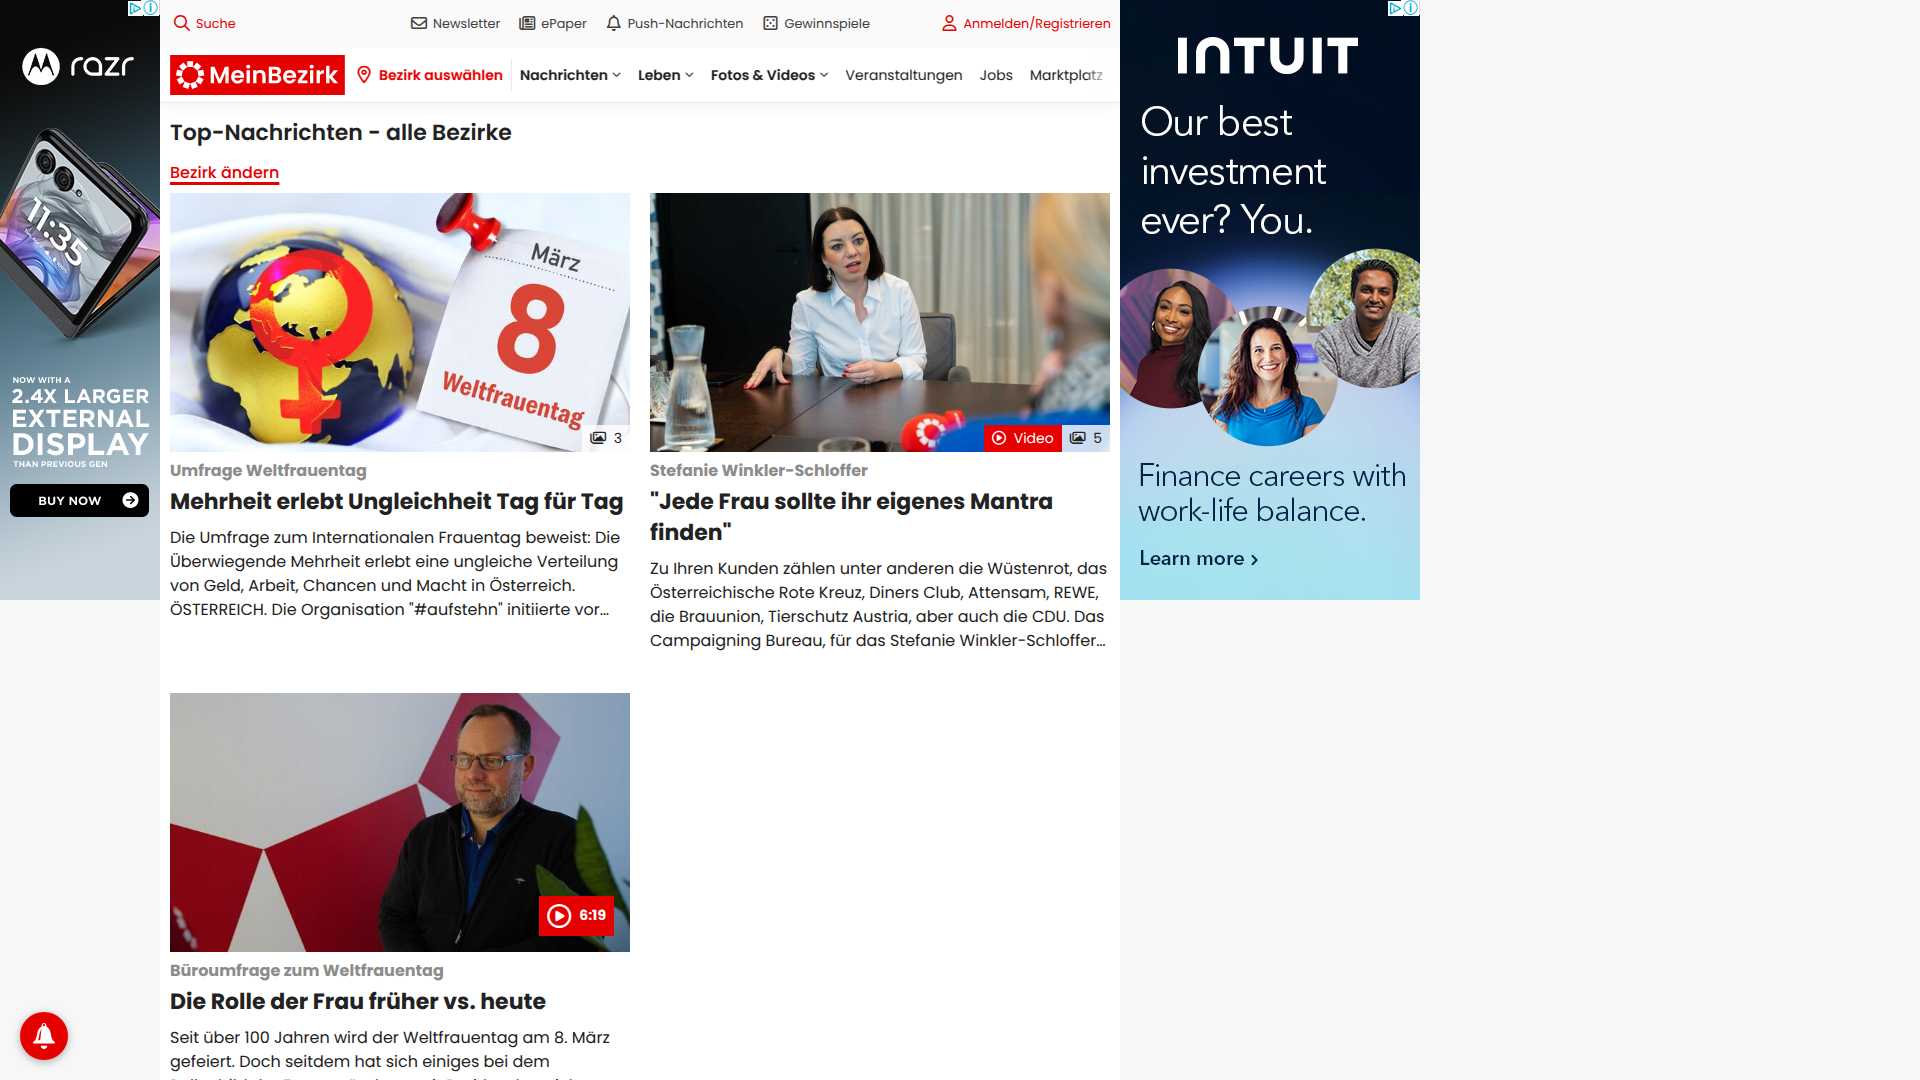 razr
11:35
NOW WITH A
2.4X LARGER
EXTERNAL
DISPLAY
THAN PREVIOUS GEN
BUY NOW
Suche
Newsletter
ePaper
Push-Nachrichten
Gewinnspiele
Anmelden/Registrieren
MeinBezirk
Bezirk auswählen
Nachrichten
Leben
Fotos & Videos
Veranstaltungen
Jobs
Marktplatz
Top-Nachrichten - alle Bezirke
Bezirk ändern
März
8
Weltfrauentag
3
Umfrage Weltfrauentag
Mehrheit erlebt Ungleichheit Tag für Tag
Die Umfrage zum Internationalen Frauentag beweist: Die
Überwiegende Mehrheit erlebt eine ungleiche Verteilung
von Geld, Arbeit, Chancen und Macht in Österreich.
ÖSTERREICH. Die Organisation "#aufstehn" initiierte vor...
Video
5
Stefanie Winkler-Schloffer
"Jede Frau sollte ihr eigenes Mantra
finden"
Zu Ihren Kunden zählen unter anderen die Wüstenrot, das
Österreichische Rote Kreuz, Diners Club, Attensam, REWE,
die Brauunion, Tierschutz Austria, aber auch die CDU. Das
Campaigning Bureau, für das Stefanie Winkler-Schloffer...
6:19
Büroumfrage zum Weltfrauentag
Die Rolle der Frau früher vs. heute
Seit über 100 Jahren wird der Weltfrauentag am 8. März
gefeiert. Doch seitdem hat sich einiges bei dem
INTUIT
Our best
investment
ever? You.
Finance careers with
work-life balance.
Learn more